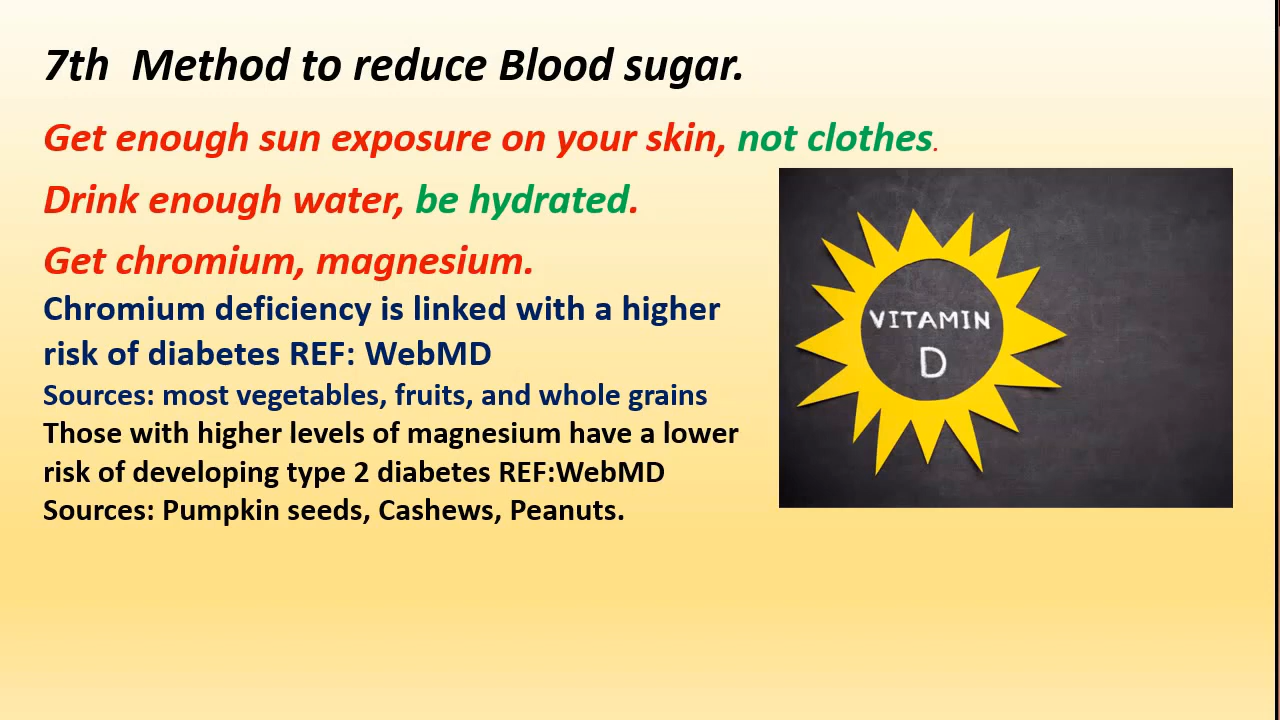 7th Method to reduce Blood sugar.
Get enough sun exposure on your skin, not clothes.
Drink enough water, be hydrated.
Get chromium, magnesium.
Chromium deficiency is linked with a higher
risk of diabetes REF: WebMD
Sources: most vegetables, fruits, and whole grains
Those with higher levels of magnesium have a lower
risk of developing type 2 diabetes REF:WebMD
Sources: Pumpkin seeds, Cashews, Peanuts.
VITAMIN
D